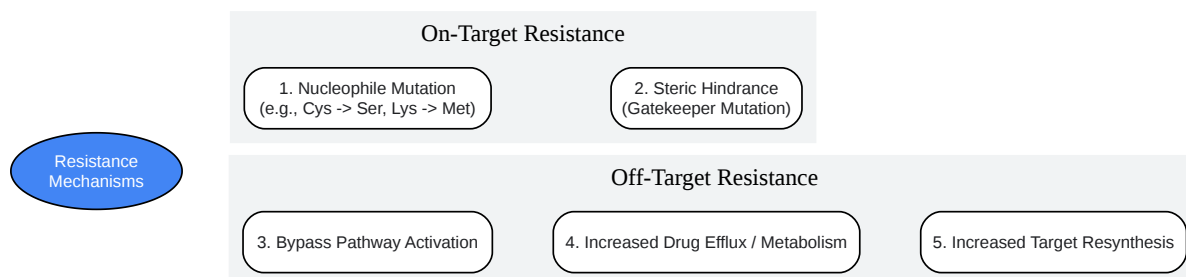 On-Target Resistance
1. Nucleophile Mutation
(e.g., Cys -> Ser, Lys -> Met)
2. Steric Hindrance
(Gatekeeper Mutation)
Resistance
Mechanisms
Off-Target Resistance
3. Bypass Pathway Activation
4. Increased Drug Efflux / Metabolism
5. Increased Target Resynthesis